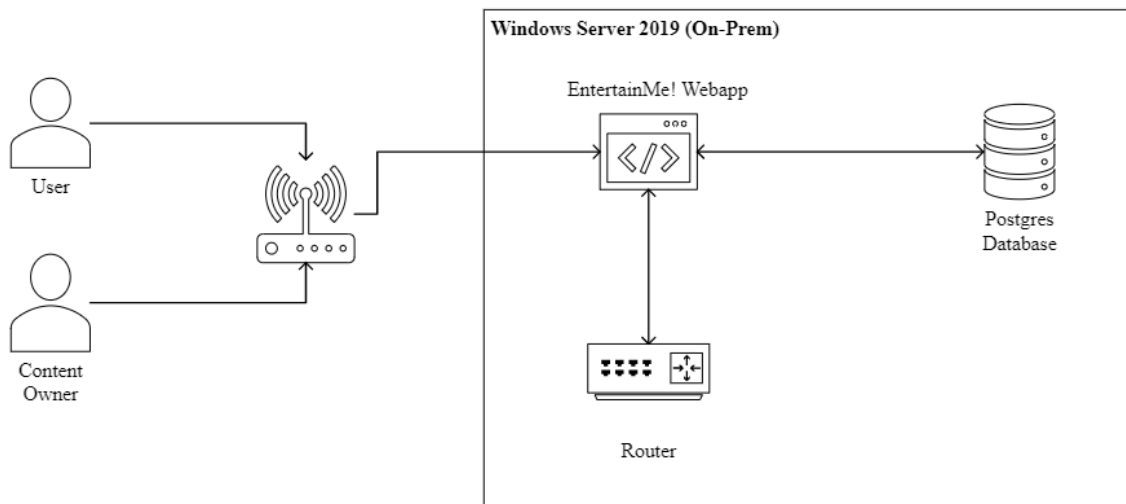 Windows Server 2019 (On-Prem)
EntertainMe! Webapp
User
Postgres
Database
Content
Owner
Router